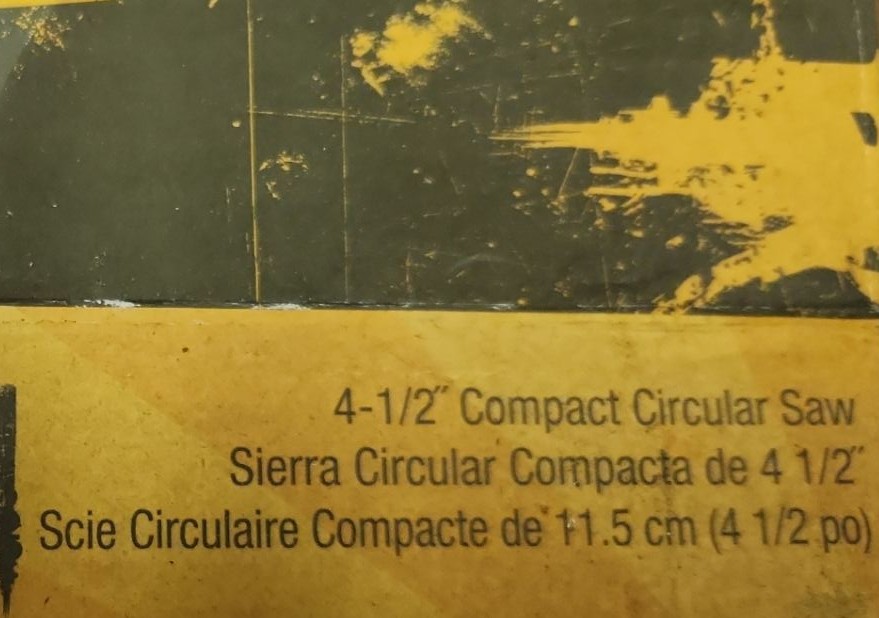 4-1/2″ Compact Circular Saw
Sierra Circular Compacta de 4 1/2″
Scie Circulaire Compacte de 11.5 cm (4 1/2 po)